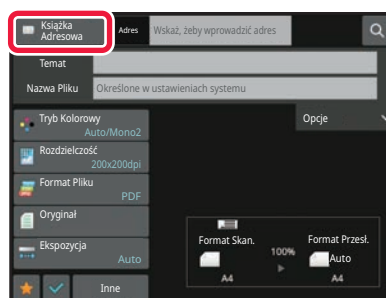 Książka
Adresowa
Adres
Wskaż, żeby wprowadzić adres
Temat
Nazwa Pliku
Określone w ustawieniach systemu
Tryb Kolorowy
Auto/Mono2
Opcje
Rozdzielczość
200x200dpi
Format Pliku
PDF
Oryginał
Ekspozycja
Auto
Format Skan.
100%
Format Przesł.
Auto
A4
A4
Inne